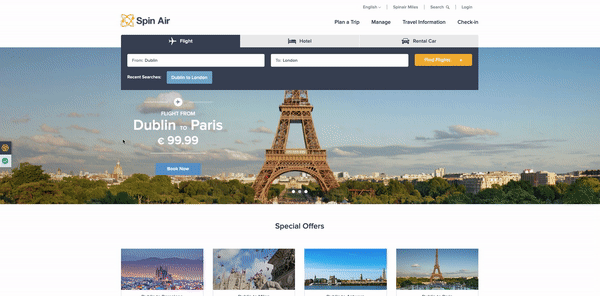 English
Spinair Miles
Search
Login
Spin Air
Plan a Trip
Manage
Travel Information
Check-in
Flight
Hotel
Rental Car
From Dublin
To London
Find Flights
Recent Searches:
Dublin to London
FLIGHT FROM
Dublin TO Paris
€ 99.99
Book Now
Special Offers